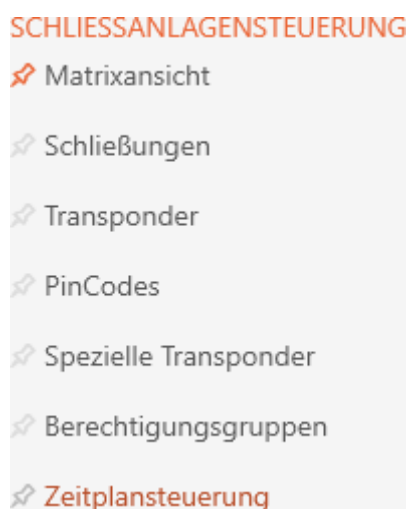 SCHLIESSANLAGENSTEUERUNG
Matrixansicht
Schließungen
Transponder
PinCodes
Spezielle Transponder
Berechtigungsgruppen
Zeitplansteuerung